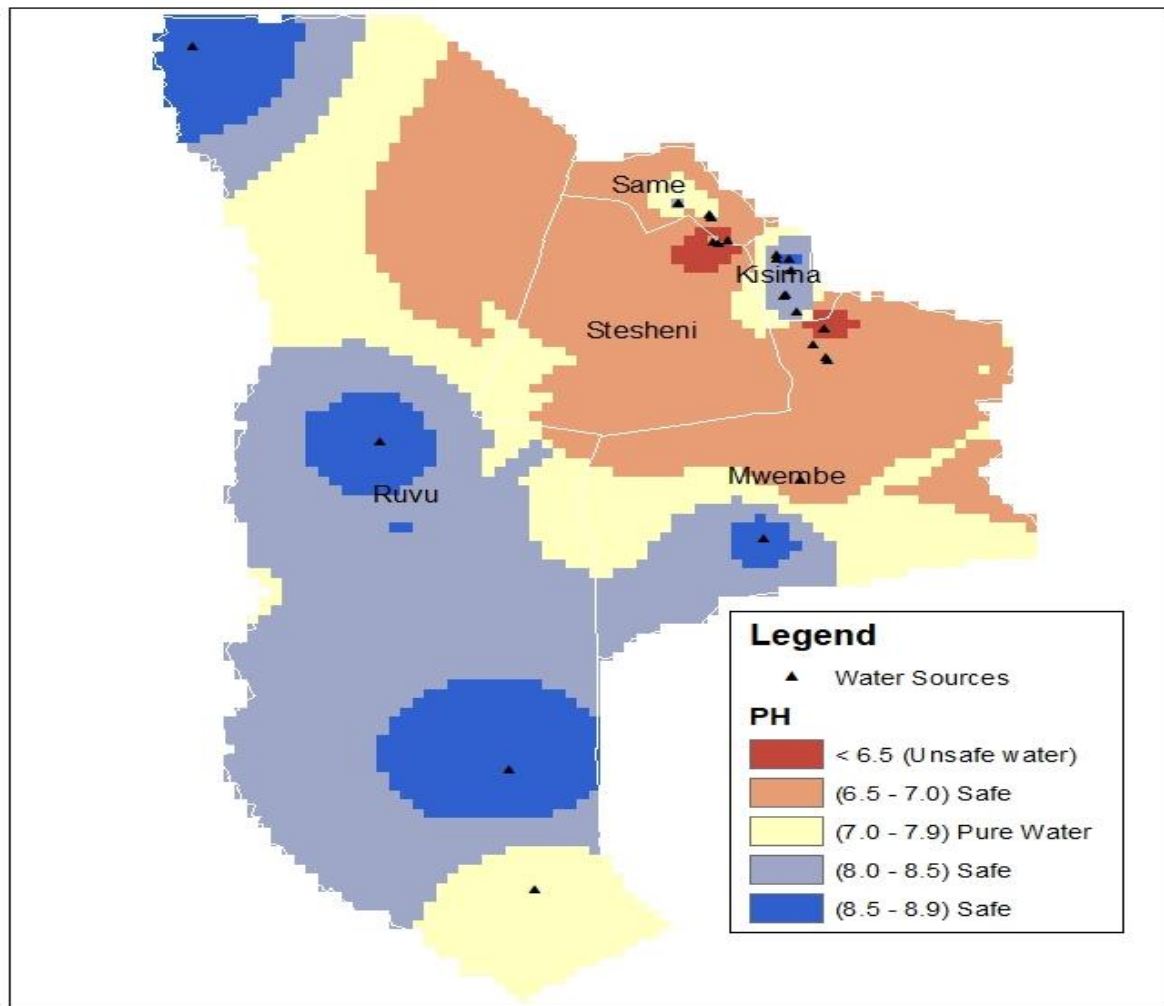 Same
Kisima
Stesheni
Mwembe
Ruvu
Legend
Water Sources
PH
< 6.5 (Unsafe water)
(6.5 - 7.0) Safe
(7.0 - 7.9) Pure Water
(8.0 - 8.5) Safe
(8.5 - 8.9) Safe